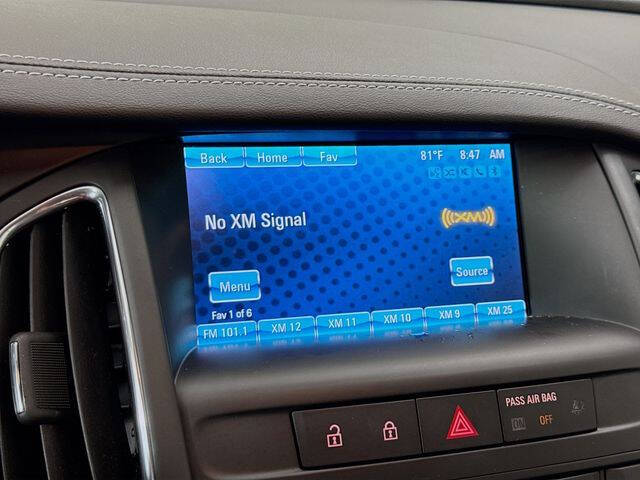 Back Home Fav 81°F 8:47 AM
No XM Signal
((XM))
Menu
Source
Fav 1 of 6
FM 101.1 XM 12 XM 11 XM 10 XM 9 XM 25
PASS AIR BAG
ON OFF